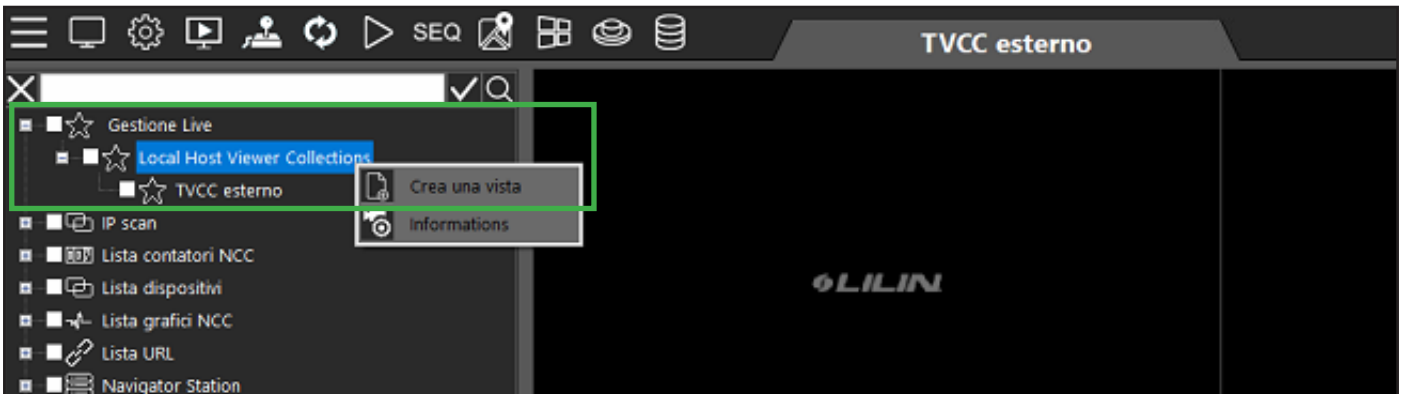 SEQ
TVCC esterno
Gestione Live
Local Host Viewer Collections
TVCC esterno
Crea una vista
IP scan
Informations
Lista contatori NCC
Lista dispositivi
LILIN
Lista grafici NCC
Lista URL
Navigator Station